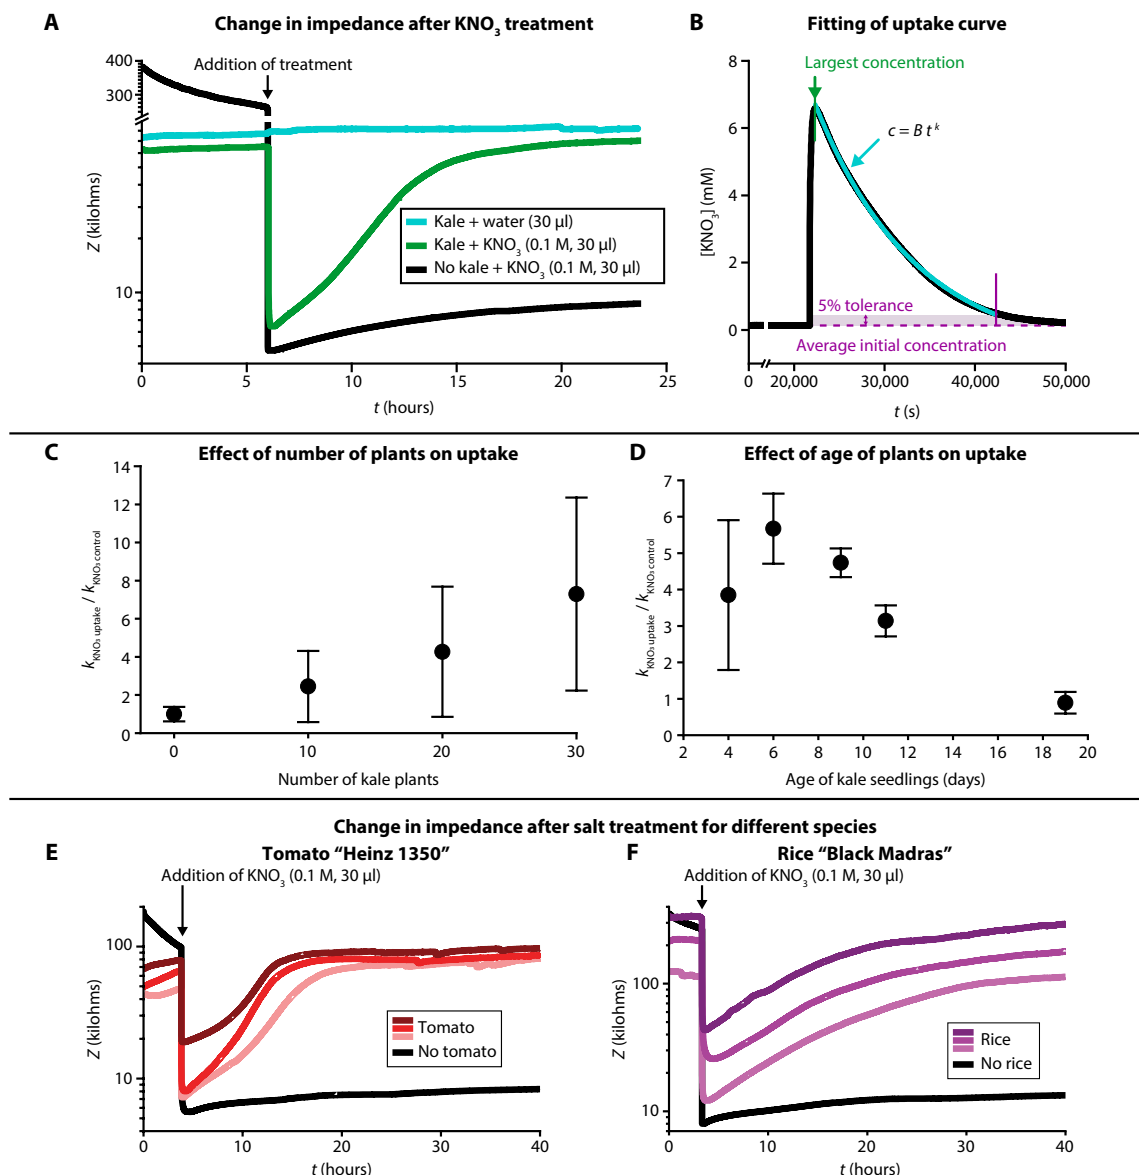 A
Change in impedance after KNO3 treatment
Addition of treatment
400
300
10
Z (kilohms)
Kale + water (30 µl)
Kale + KNO3 (0.1 M, 30 µl)
No kale + KNO3 (0.1 M, 30 µl)
0 5 10 15 20 25
t (hours)
B
Fitting of uptake curve
Largest concentration
c = B t^k
8
6
4
2
0
[KNO3] (mM)
5% tolerance
Average initial concentration
0 20,000 30,000 40,000 50,000
t (s)
C
Effect of number of plants on uptake
14
12
10
8
6
4
2
0
kKNO3 uptake / kKNO3 control
0 10 20 30
Number of kale plants
D
Effect of age of plants on uptake
7
6
5
4
3
2
1
0
kKNO3 uptake / kKNO3 control
2 4 6 8 10 12 14 16 18 20
Age of kale seedlings (days)
Change in impedance after salt treatment for different species
E
Tomato “Heinz 1350”
Addition of KNO3 (0.1 M, 30 µl)
100
10
Z (kilohms)
Tomato
No tomato
0 10 20 30 40
t (hours)
F
Rice “Black Madras”
Addition of KNO3 (0.1 M, 30 µl)
100
10
Z (kilohms)
Rice
No rice
0 10 20 30 40
t (hours)